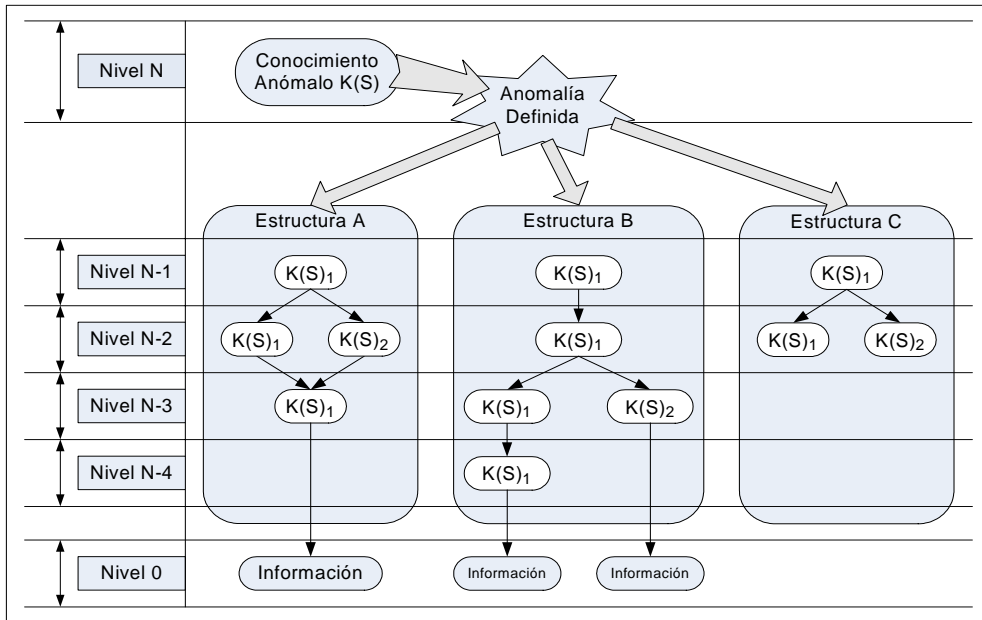 Nivel N
Conocimiento
Anómalo K(S)
Anomalía
Definida
Estructura A
Estructura B
Estructura C
Nivel N-1
K(S)₁
K(S)₁
K(S)₁
Nivel N-2
K(S)₁
K(S)₂
K(S)₁
K(S)₁
K(S)₂
Nivel N-3
K(S)₁
K(S)₁
K(S)₂
Nivel N-4
K(S)₁
Nivel 0
Información
Información
Información